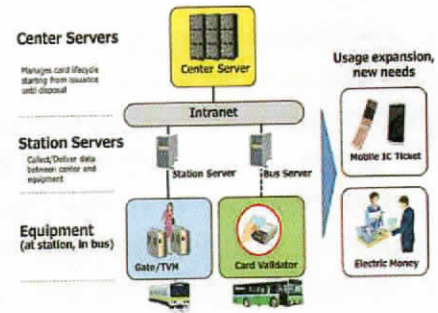 Center Servers
Manages card lifecycle
starting from issuance
until disposal
Center Server
Usage expansion,
new needs
Intranet
Mobile IC Ticket
Station Servers
Collect/Deliver data
between center and
equipment
Station Server
Bus Server
Equipment
(at station, in bus)
Gate/TVM
Card Validator
Electric Money